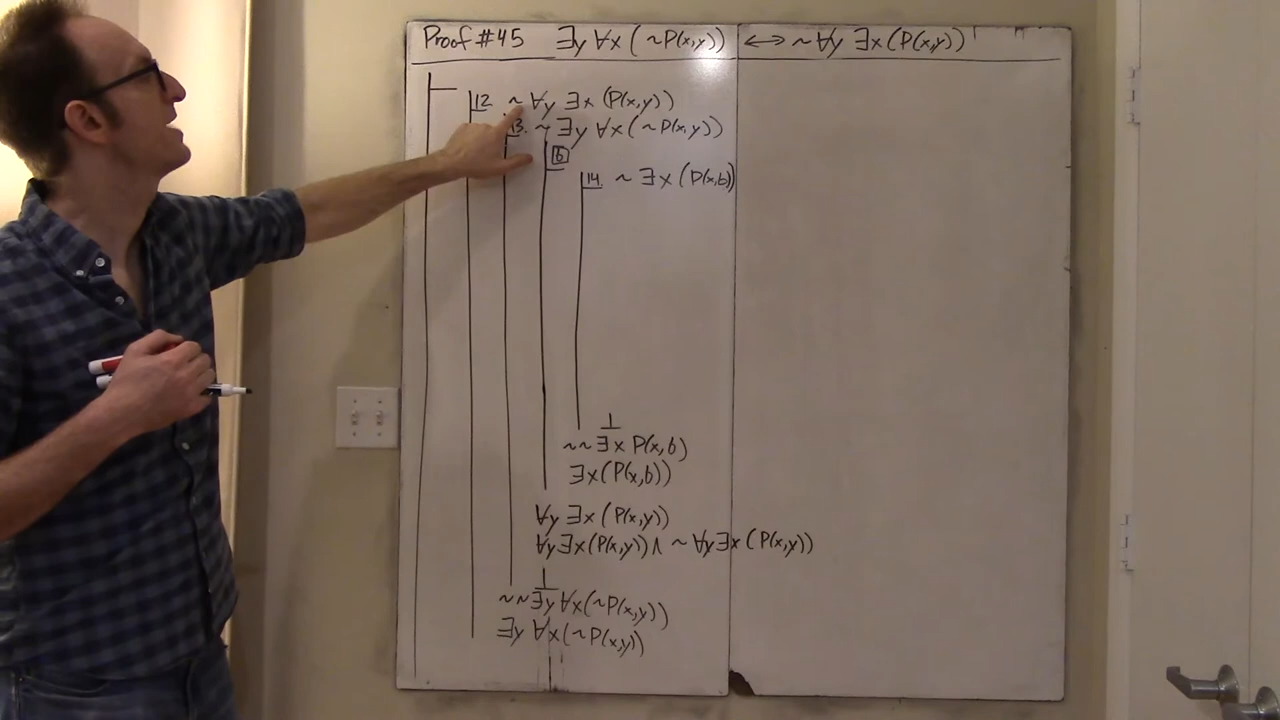 Proof #45 ∃y ∀x (~P(x,y)) ⟷ ~∀y ∃x(P(x,y))
12. ~ ∀y ∃x (P(x,y))
13. ~ ∃y ∀x (~P(x,y))
b
14. ~ ∃x (P(x,b))
⊥
~~∃x P(x,b)
∃x(P(x,b))
∀y ∃x (P(x,y))
∀y∃x(P(x,y)) ∧ ~∀y∃x (P(x,y))
⊥
~~∃y ∀x(~P(x,y))
∃y ∀x(~P(x,y))